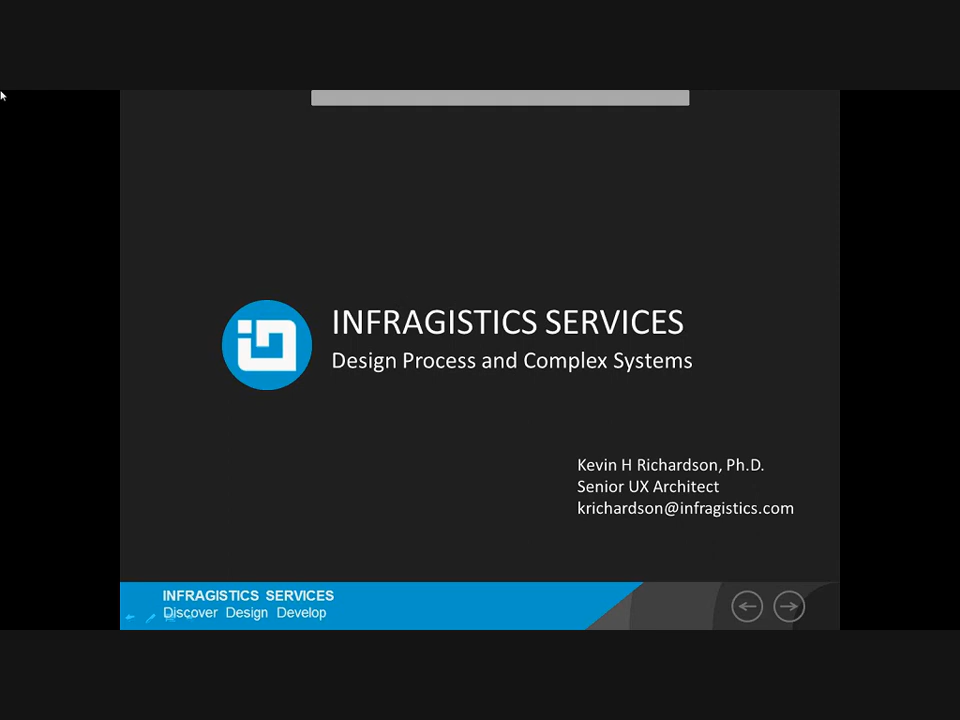 INFRAGISTICS SERVICES
Design Process and Complex Systems
Kevin H Richardson, Ph.D.
Senior UX Architect
krichardson@infragistics.com
INFRAGISTICS SERVICES
Discover Design Develop